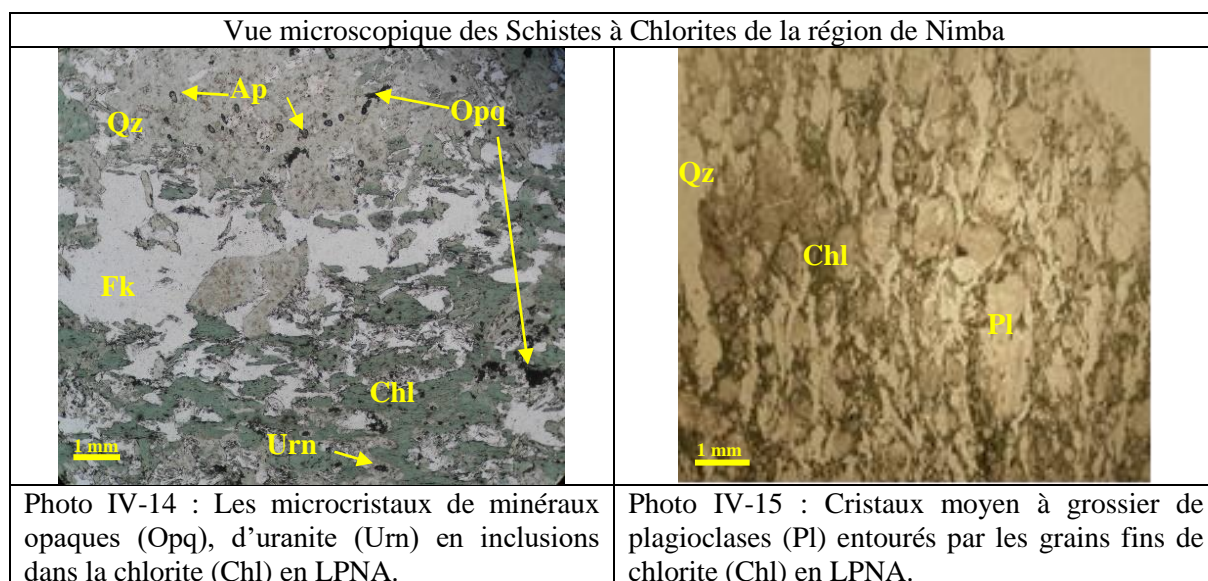 Vue microscopique des Schistes à Chlorites de la région de Nimba
Ap
Opq
Qz
Fk
Chl
Urn
1 mm
Qz
Chl
Pl
1 mm
Photo IV-14 : Les microcristaux de minéraux
opaques (Opq), d'uranite (Urn) en inclusions
dans la chlorite (Chl) en LPNA.
Photo IV-15 : Cristaux moyen à grossier de
plagioclases (Pl) entourés par les grains fins de
chlorite (Chl) en LPNA.